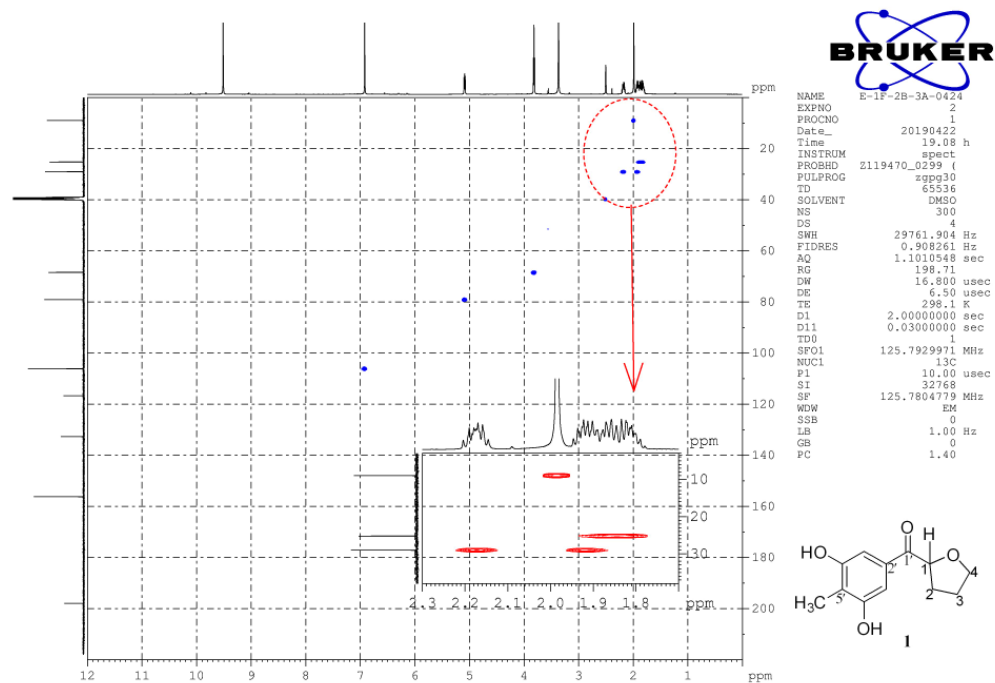 BRUKER
NAME E-1F-2B-3A-0424
EXPNO 2
PROCNO 1
Date_ 20190422
Time 19.08 h
INSTRUM spect
PROBHD Z119470_0299 (
PULPROG zgpg30
TD 65536
SOLVENT DMSO
NS 300
DS 4
SWH 29761.904 Hz
FIDRES 0.908261 Hz
AQ 1.1010548 sec
RG 198.71
DW 16.800 usec
DE 6.50 usec
TE 298.1 K
D1 2.00000000 sec
D11 0.03000000 sec
TD0 1
SFO1 125.7929971 MHz
NUC1 13C
P1 10.00 usec
SI 32768
SF 125.7804779 MHz
WDW EM
SSB 0
LB 1.00 Hz
GB 0
PC 1.40
ppm
20
40
60
80
100
120
140
160
180
200
12 11 10 9 8 7 6 5 4 3 2 1 ppm
ppm
10
20
30
2.3 2.2 2.1 2.0 1.9 1.8 ppm
O
H
HO
O
1'
1
4
2'
2
3
H3C
5'
OH
1